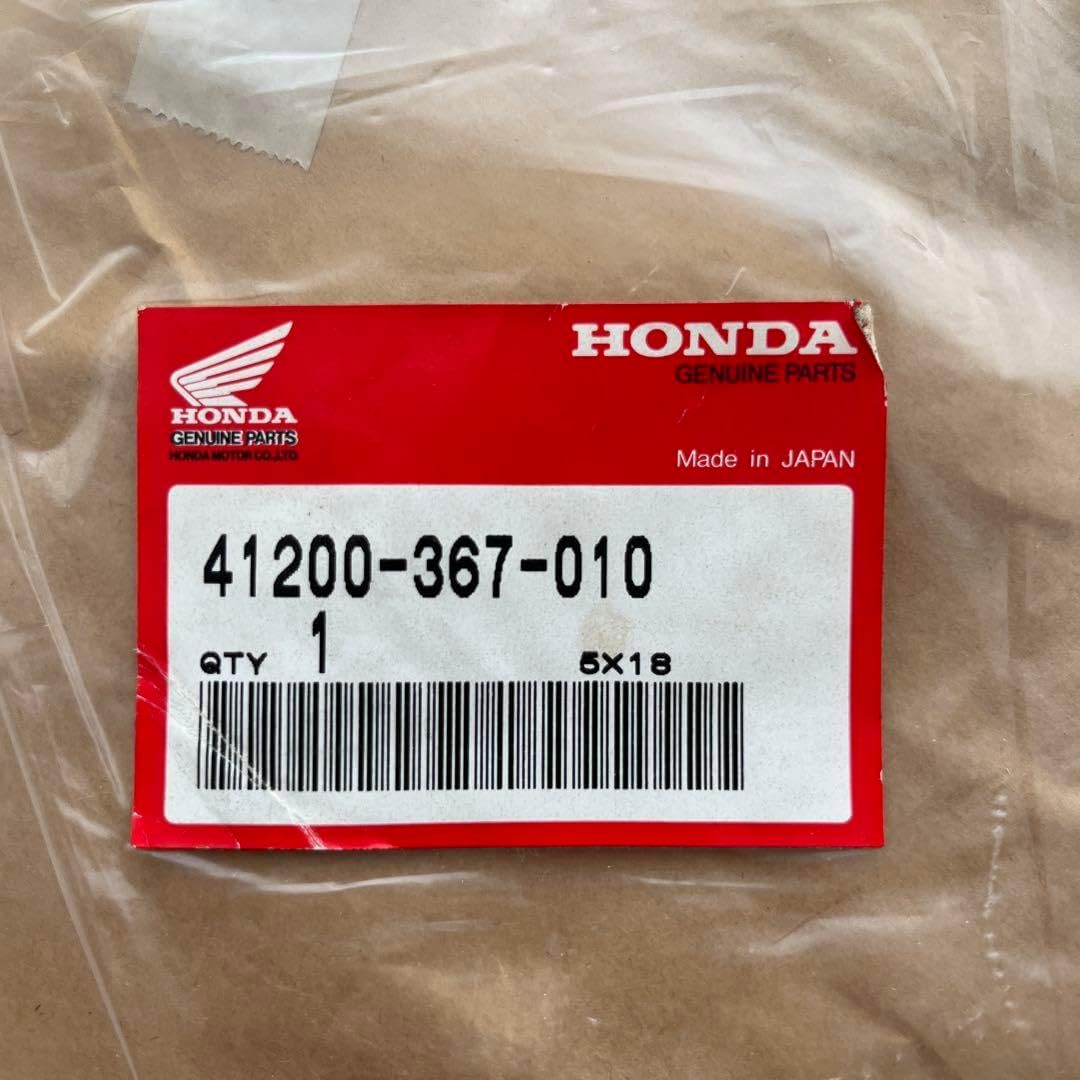 HONDA
GENUINE PARTS
HONDA MOTOR CO.,LTD
HONDA
GENUINE PARTS
Made in JAPAN
41200-367-010
QTY 1 5X18